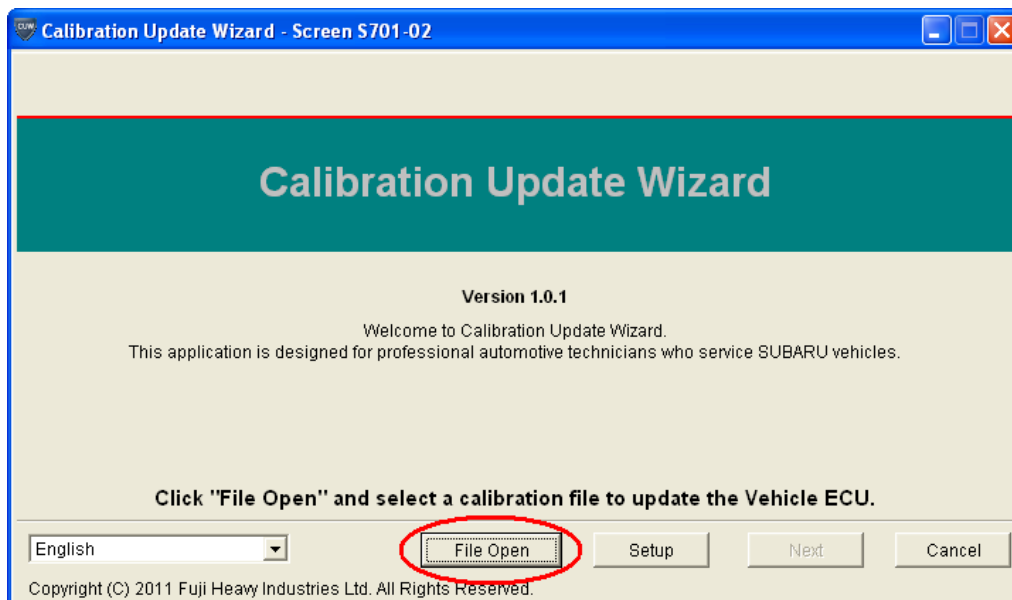 CUW Calibration Update Wizard - Screen S701-02
Calibration Update Wizard
Version 1.0.1
Welcome to Calibration Update Wizard.
This application is designed for professional automotive technicians who service SUBARU vehicles.
Click "File Open" and select a calibration file to update the Vehicle ECU.
English File Open Setup Next Cancel
Copyright (C) 2011 Fuji Heavy Industries Ltd. All Rights Reserved.